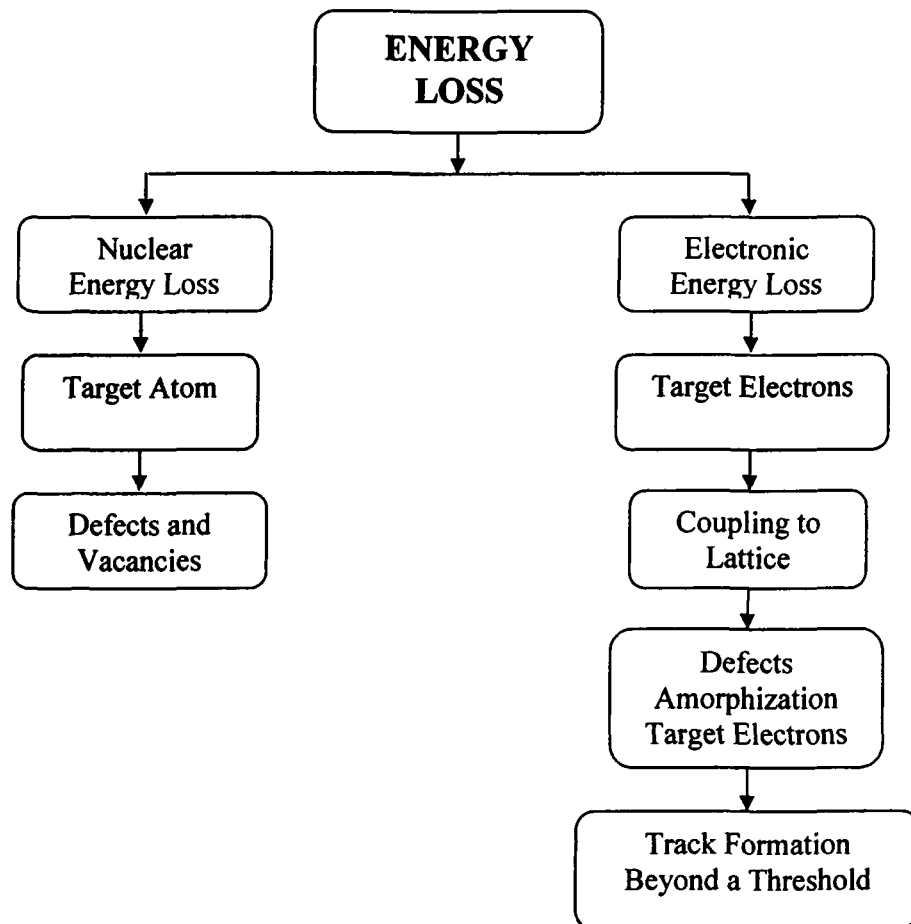 ENERGY
LOSS
Nuclear
Energy Loss
Electronic
Energy Loss
Target Atom
Target Electrons
Defects and
Vacancies
Coupling to
Lattice
Defects
Amorphization
Target Electrons
Track Formation
Beyond a Threshold